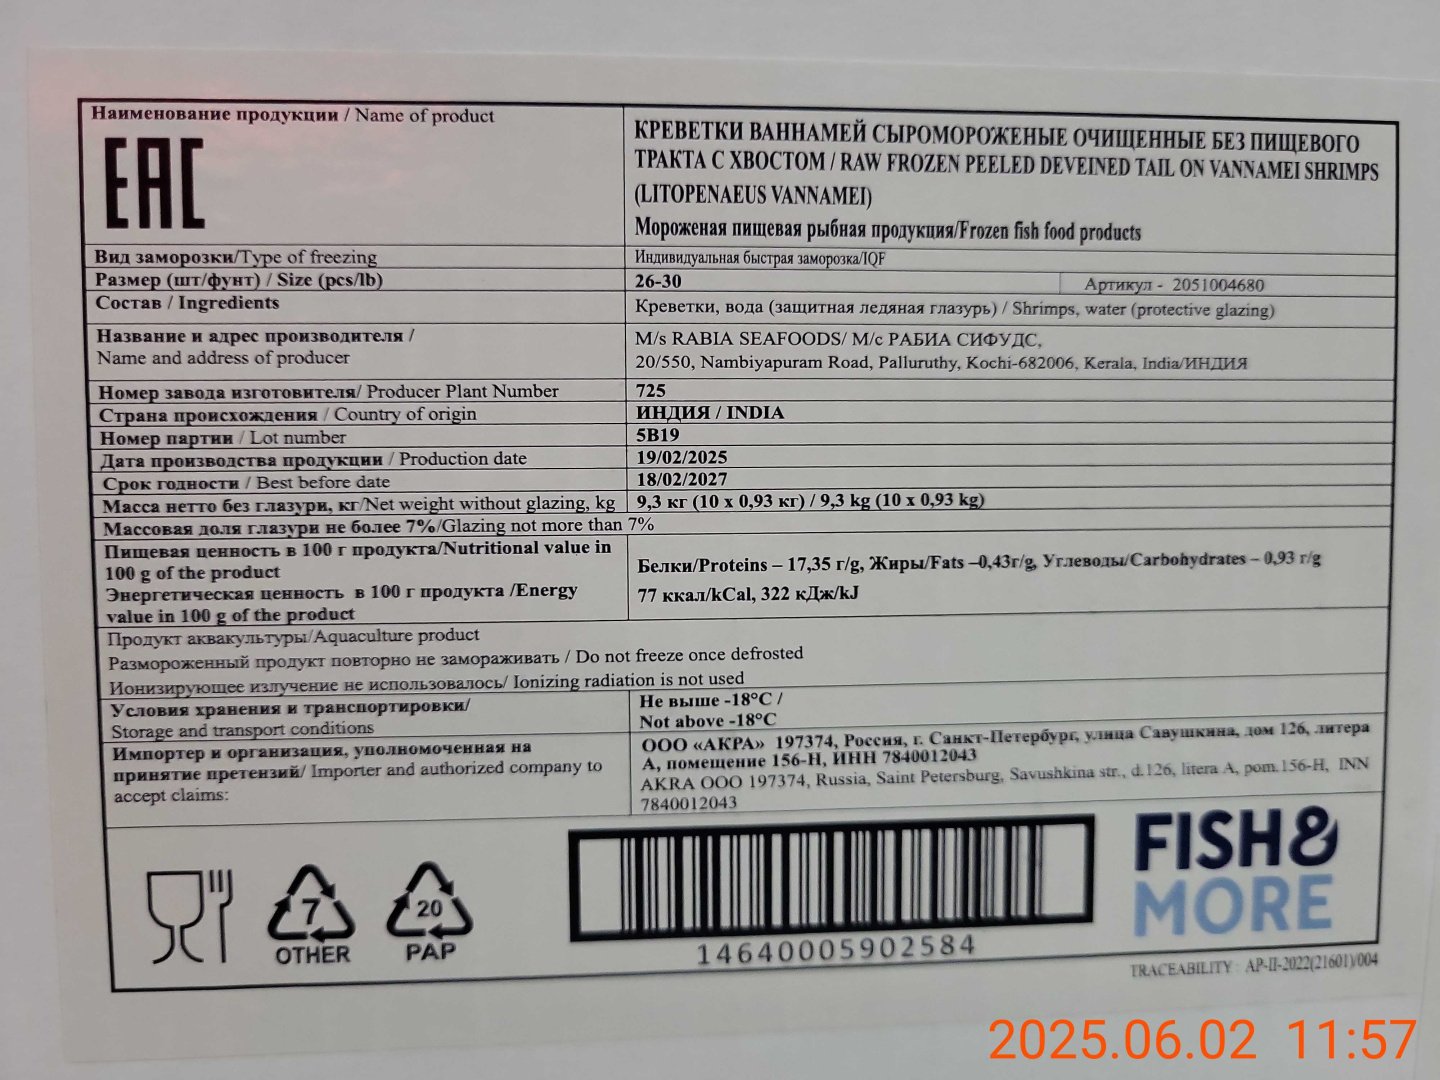 Наименование продукции / Name of product
EAC
КРЕВЕТКИ ВАННАМЕЙ СЫРОМОРОЖЕНЫЕ ОЧИЩЕННЫЕ БЕЗ ПИЩЕВОГО
ТРАКТА С ХВОСТОМ / RAW FROZEN PEELED DEVEINED TAIL ON VANNAMEI SHRIMPS
(LITOPENAEUS VANNAMEI)
Мороженая пищевая рыбная продукция/Frozen fish food products
Вид заморозки/Type of freezing
Индивидуальная быстрая заморозка/IQF
Размер (шт/фунт) / Size (pcs/lb)
26-30
Артикул - 2051004680
Состав / Ingredients
Креветки, вода (защитная ледяная глазурь) / Shrimps, water (protective glazing)
Название и адрес производителя /
Name and address of producer
M/s RABIA SEAFOODS/ М/с РАБИА СИФУДС,
20/550, Nambiyapuram Road, Palluruthy, Kochi-682006, Kerala, India/ИНДИЯ
Номер завода изготовителя/ Producer Plant Number
725
Страна происхождения / Country of origin
ИНДИЯ / INDIA
Номер партии / Lot number
5B19
Дата производства продукции / Production date
19/02/2025
Срок годности / Best before date
18/02/2027
Масса нетто без глазури, кг/Net weight without glazing, kg
9,3 кг (10 x 0,93 кг) / 9,3 kg (10 x 0,93 kg)
Массовая доля глазури не более 7%/Glazing not more than 7%
Пищевая ценность в 100 г продукта/Nutritional value in
100 g of the product
Энергетическая ценность в 100 г продукта /Energy
value in 100 g of the product
Белки/Proteins – 17,35 г/g, Жиры/Fats –0,43г/g, Углеводы/Carbohydrates – 0,93 г/g
77 ккал/kCal, 322 кДж/kJ
Продукт аквакультуры/Aquaculture product
Размороженный продукт повторно не замораживать / Do not freeze once defrosted
Ионизирующее излучение не использовалось/ Ionizing radiation is not used
Условия хранения и транспортировки/
Storage and transport conditions
Не выше -18°C /
Not above -18°C
Импортер и организация, уполномоченная на
принятие претензий/ Importer and authorized company to
accept claims:
ООО «АКРА» 197374, Россия, г. Санкт-Петербург, улица Савушкина, дом 126, литера
А, помещение 156-Н, ИНН 7840012043
AKRA OOO 197374, Russia, Saint Petersburg, Savushkina str., d.126, litera A, pom.156-H, INN
7840012043
7
OTHER
20
PAP
14640005902584
FISH&
MORE
TRACEABILITY : AP-II-2022(21601)/004
2025.06.02 11:57